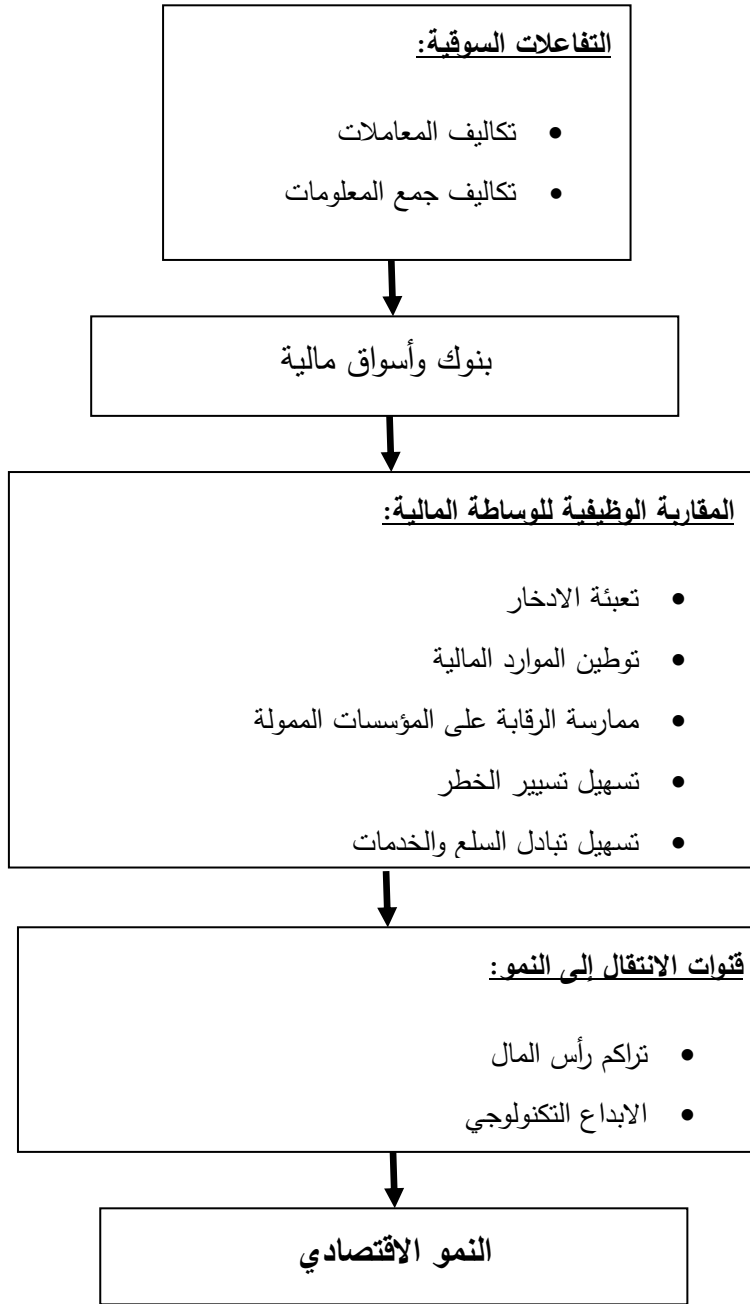 التفاعلات السوقية:
• تكاليف المعاملات
• تكاليف جمع المعلومات
بنوك وأسواق مالية
المقاربة الوظيفية للوساطة المالية:
• تعبئة الادخار
• توطين الموارد المالية
• ممارسة الرقابة على المؤسسات الممولة
• تسهيل تسيير الخطر
• تسهيل تبادل السلع والخدمات
قنوات الانتقال إلى النمو:
• تراكم رأس المال
• الابداع التكنولوجي
النمو الاقتصادي